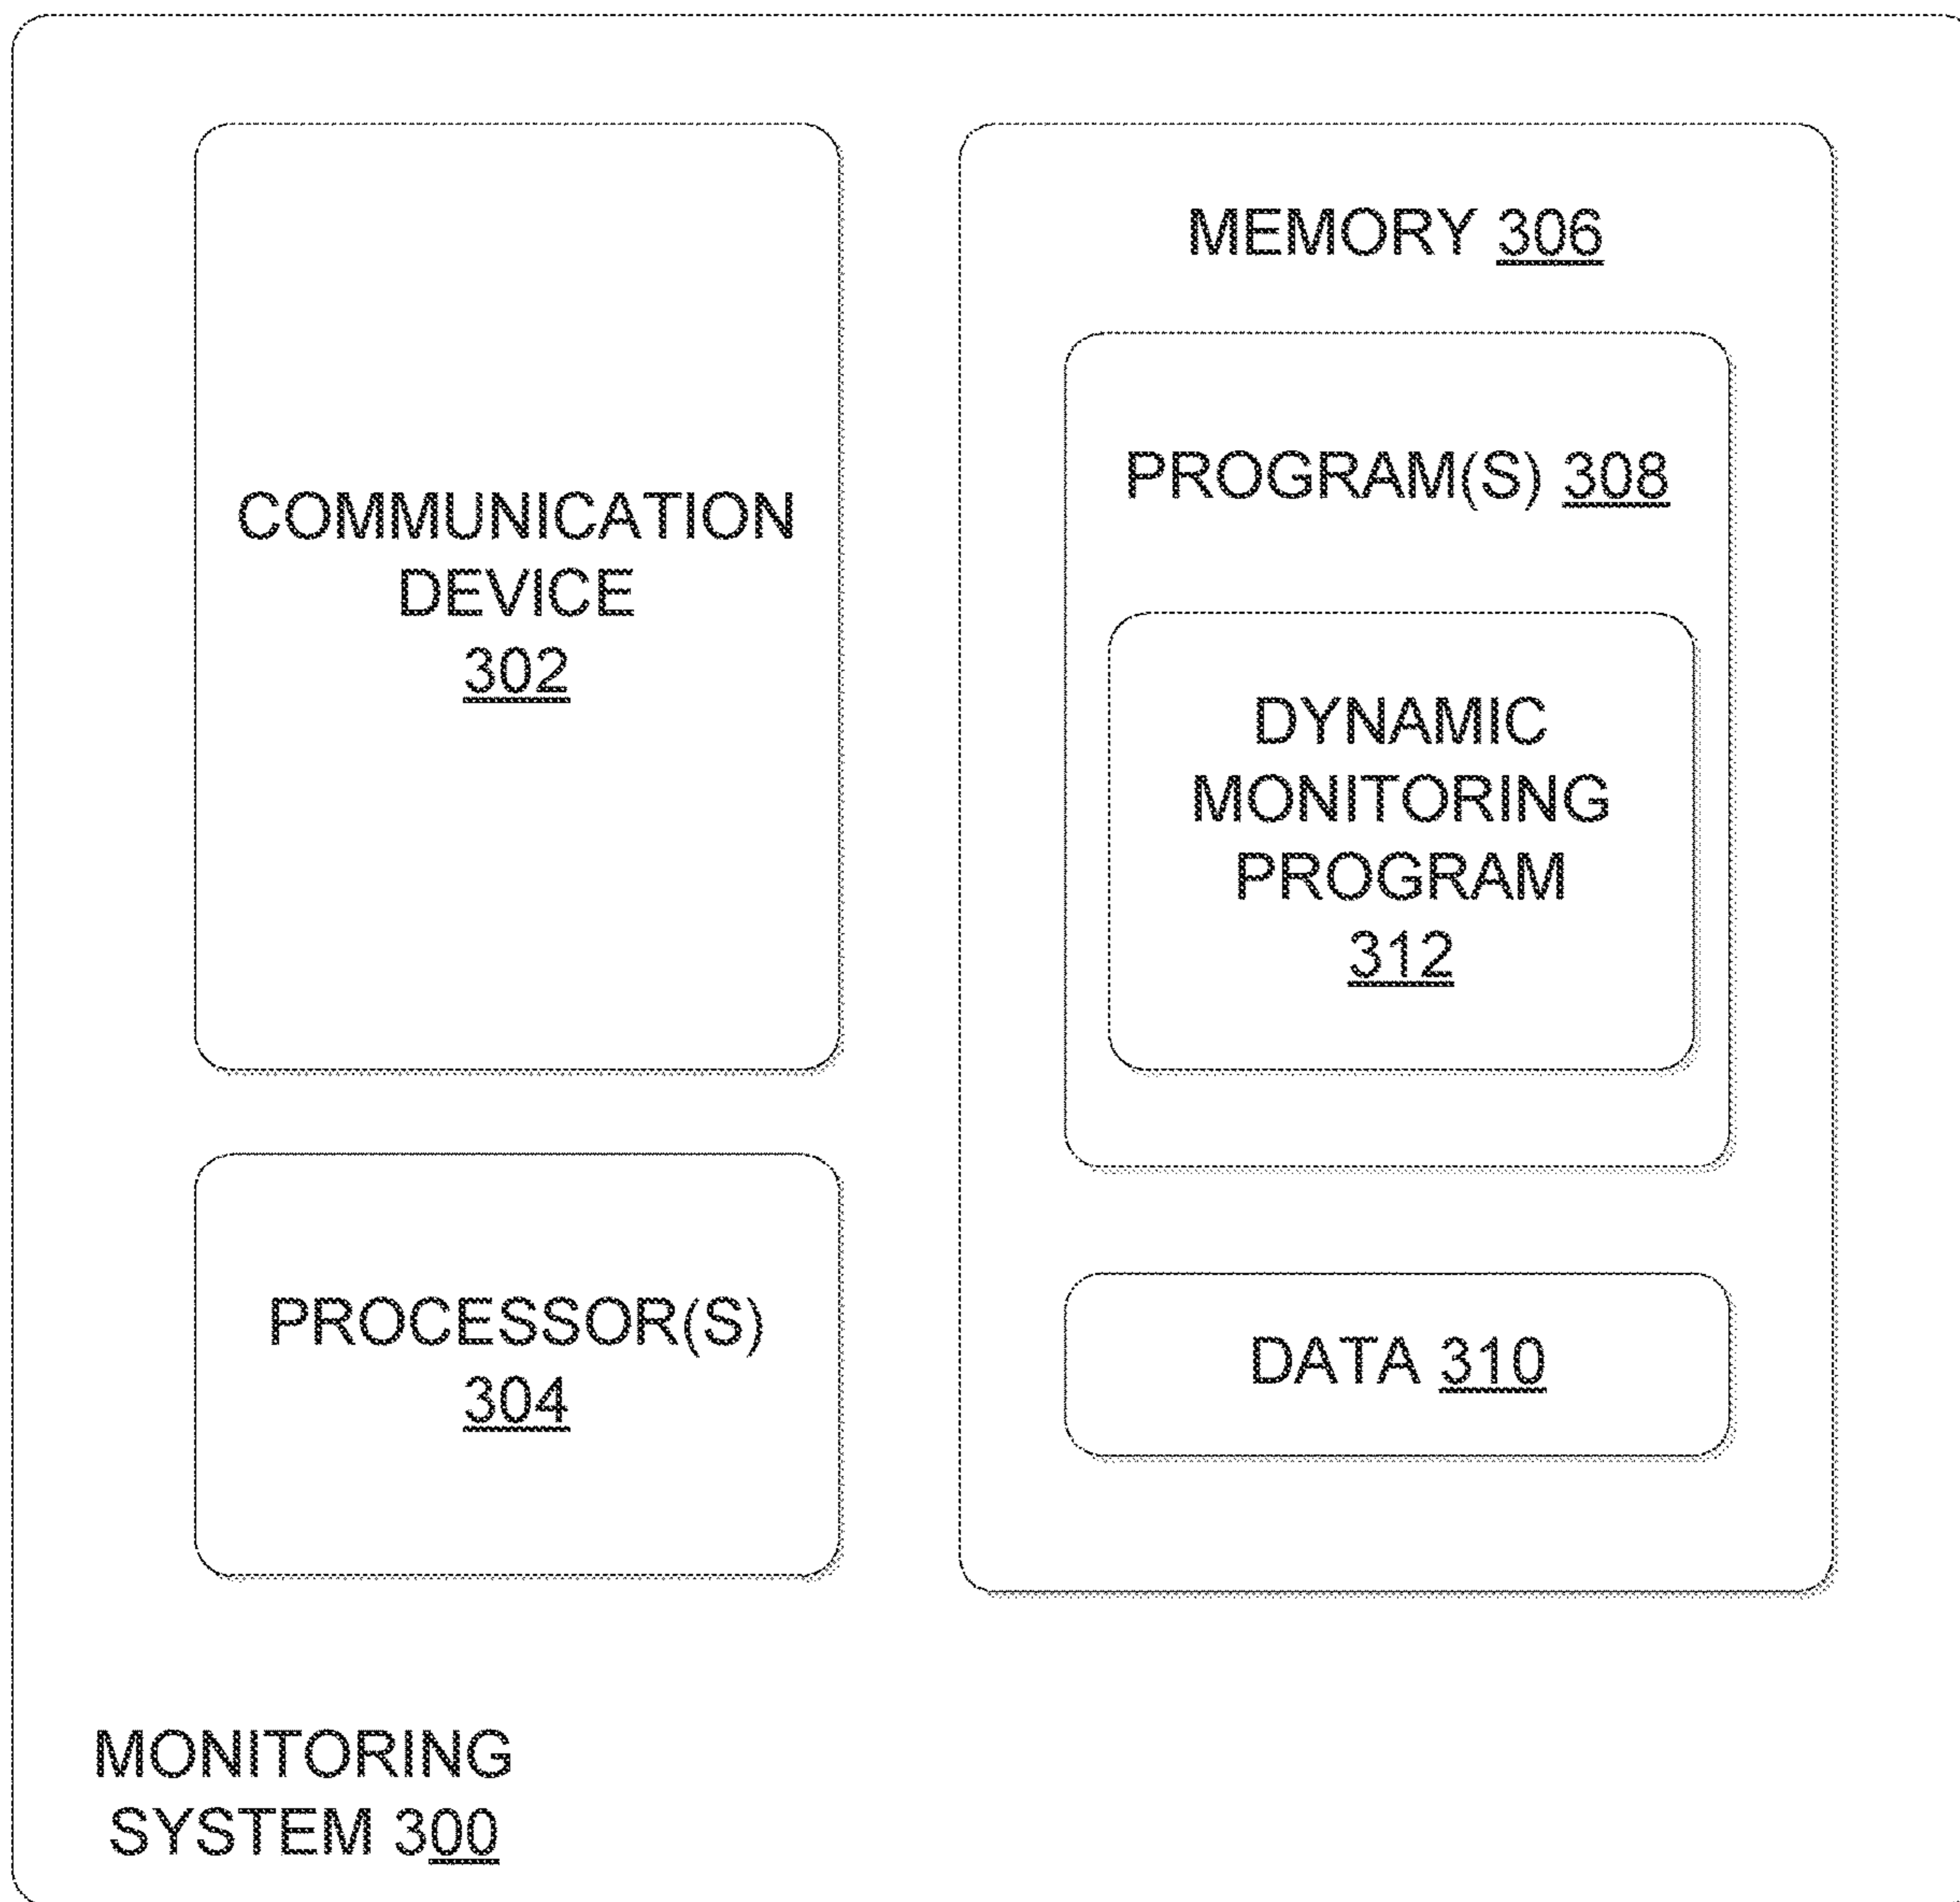 COMMUNICATION
DEVICE
302
PROCESSOR(S)
304
MEMORY 306
PROGRAM(S) 308
DYNAMIC
MONITORING
PROGRAM
312
DATA 310
MONITORING
SYSTEM 300